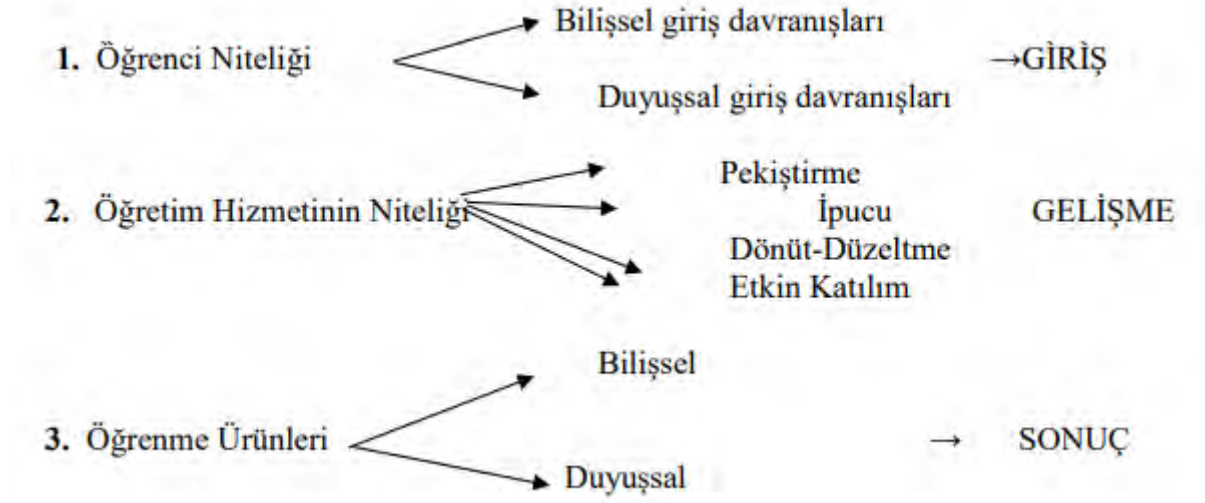 Bilişsel giriş davranışları
1. Öğrenci Niteliği →GİRİŞ
Duyuşsal giriş davranışları
Pekiştirme
2. Öğretim Hizmetinin Niteliği İpucu GELİŞME
Dönüt-Düzeltme
Etkin Katılım
Bilişsel
3. Öğrenme Ürünleri → SONUÇ
Duyuşsal